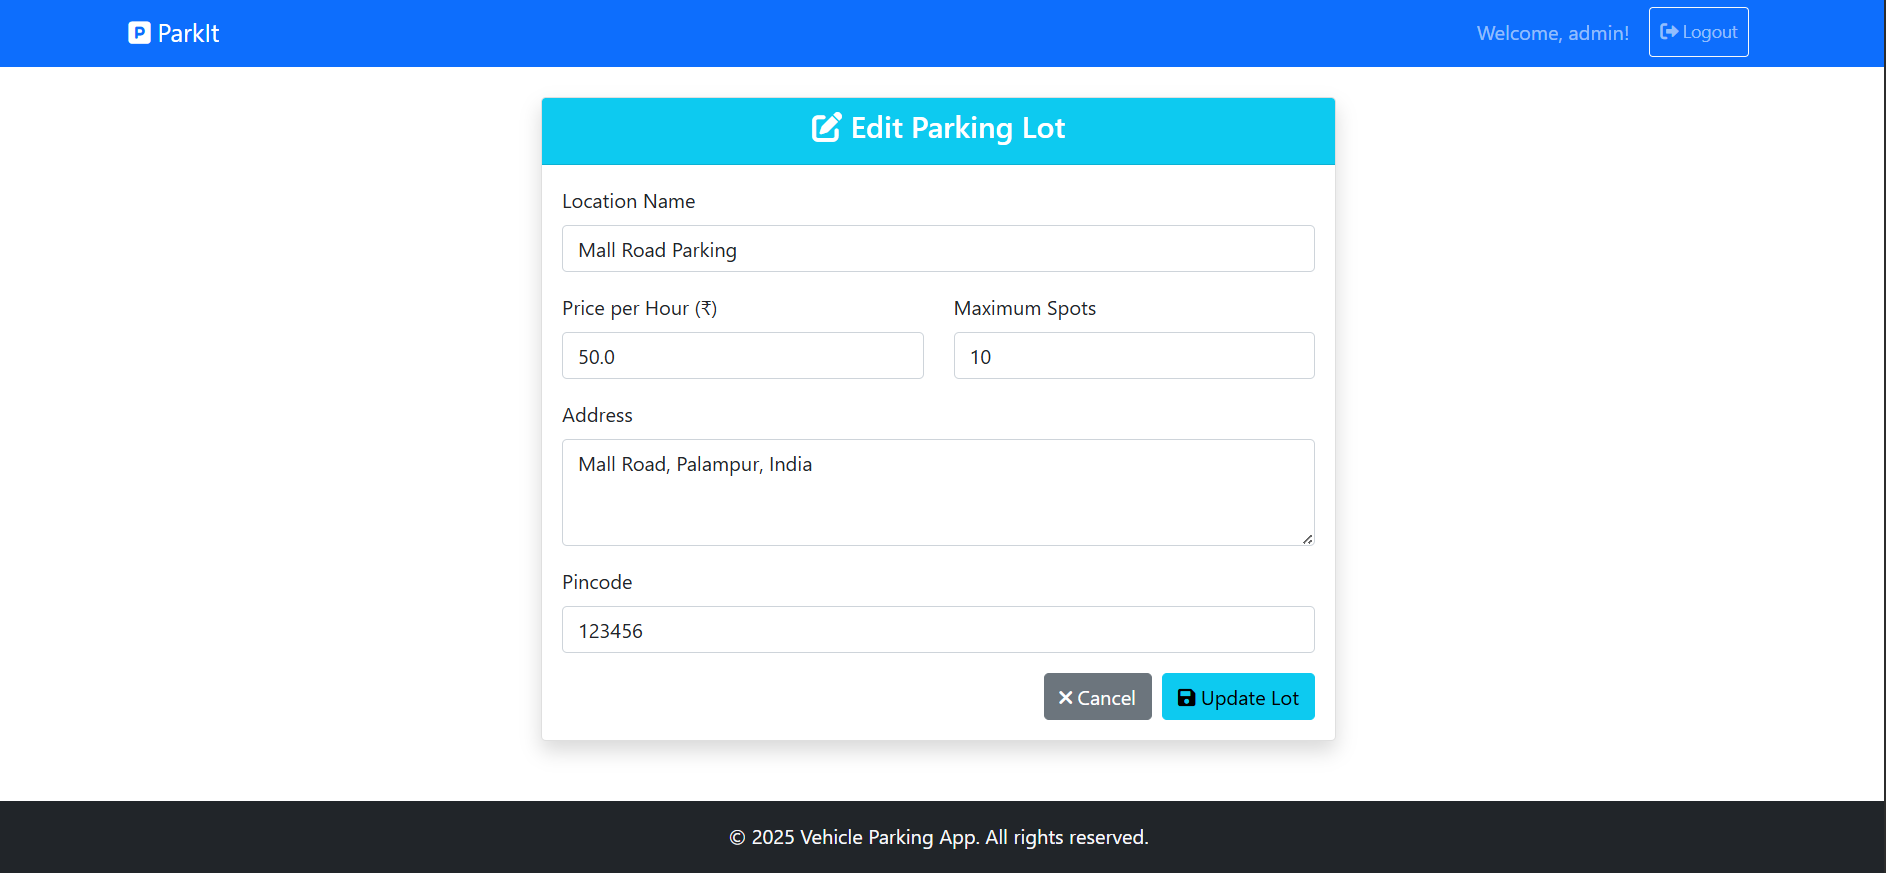 ParkIt
Welcome, admin!
Logout
Edit Parking Lot
Location Name
Mall Road Parking
Price per Hour (₹)
Maximum Spots
50.0
10
Address
Mall Road, Palampur, India
Pincode
123456
Cancel
Update Lot
© 2025 Vehicle Parking App. All rights reserved.